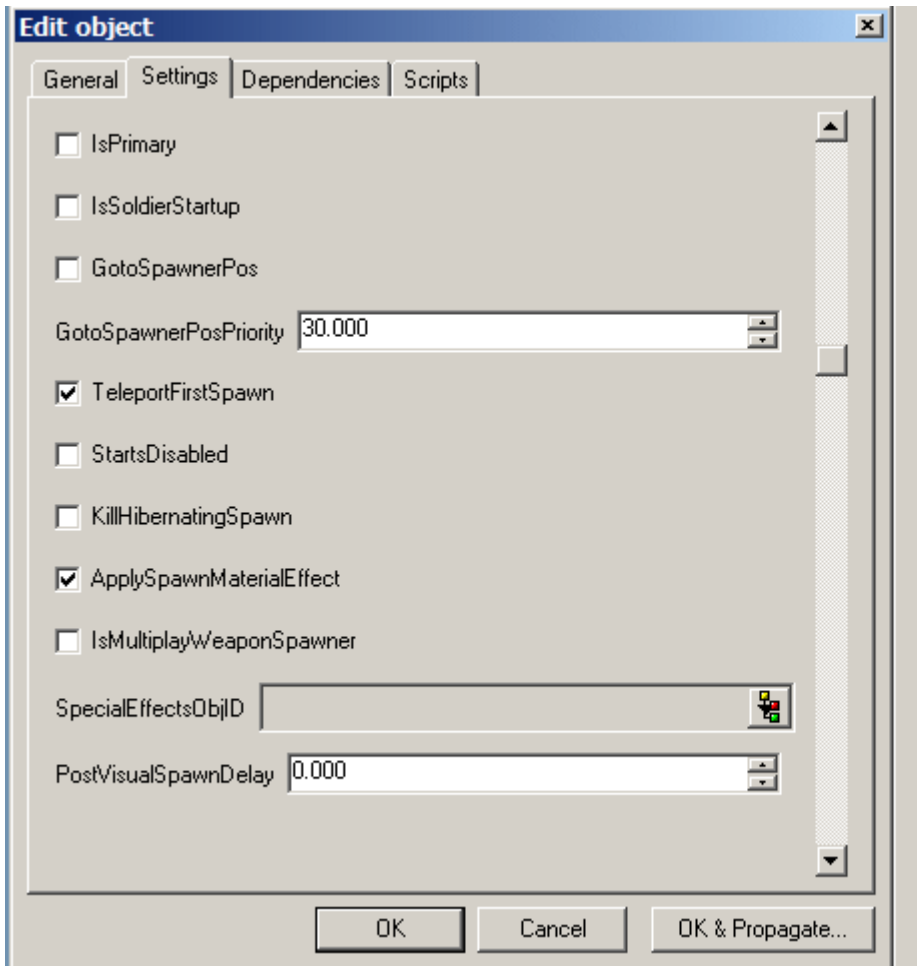 Edit object
General Settings Dependencies Scripts
IsPrimary
IsSoldierStartup
GotoSpawnerPos
GotoSpawnerPosPriority 30.000
TeleportFirstSpawn
StartsDisabled
KillHibernatingSpawn
ApplySpawnMaterialEffect
IsMultiplayWeaponSpawner
SpecialEffectsObjID
PostVisualSpawnDelay 0.000
OK Cancel OK & Propagate...